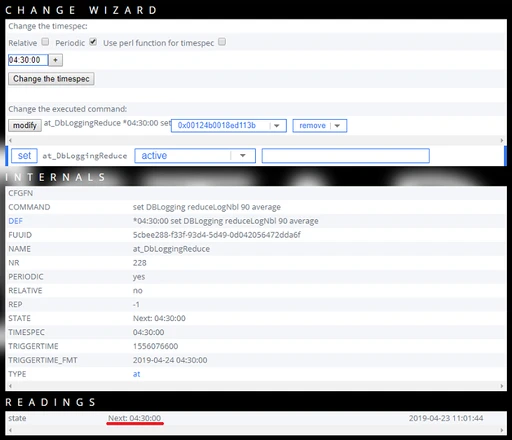 CHANGE WIZARD
Change the timespec:
Relative Periodic Use perl function for timespec
04:30:00 +
Change the timespec
Change the executed command:
modify at_DbLoggingReduce *04:30:00 set 0x00124b0018ed113b remove
set at_DbLoggingReduce active
INTERNALS
CFGFN
COMMAND set DBLogging reduceLogNbl 90 average
DEF *04:30:00 set DBLogging reduceLogNbl 90 average
FUUID 5cbee288-f33f-93d4-5d49-0d042056472dda6f
NAME at_DbLoggingReduce
NR 228
PERIODIC yes
RELATIVE no
REP -1
STATE Next: 04:30:00
TIMESPEC 04:30:00
TRIGGERTIME 1556076600
TRIGGERTIME_FMT 2019-04-24 04:30:00
TYPE at
READINGS
state Next: 04:30:00 2019-04-23 11:01:44